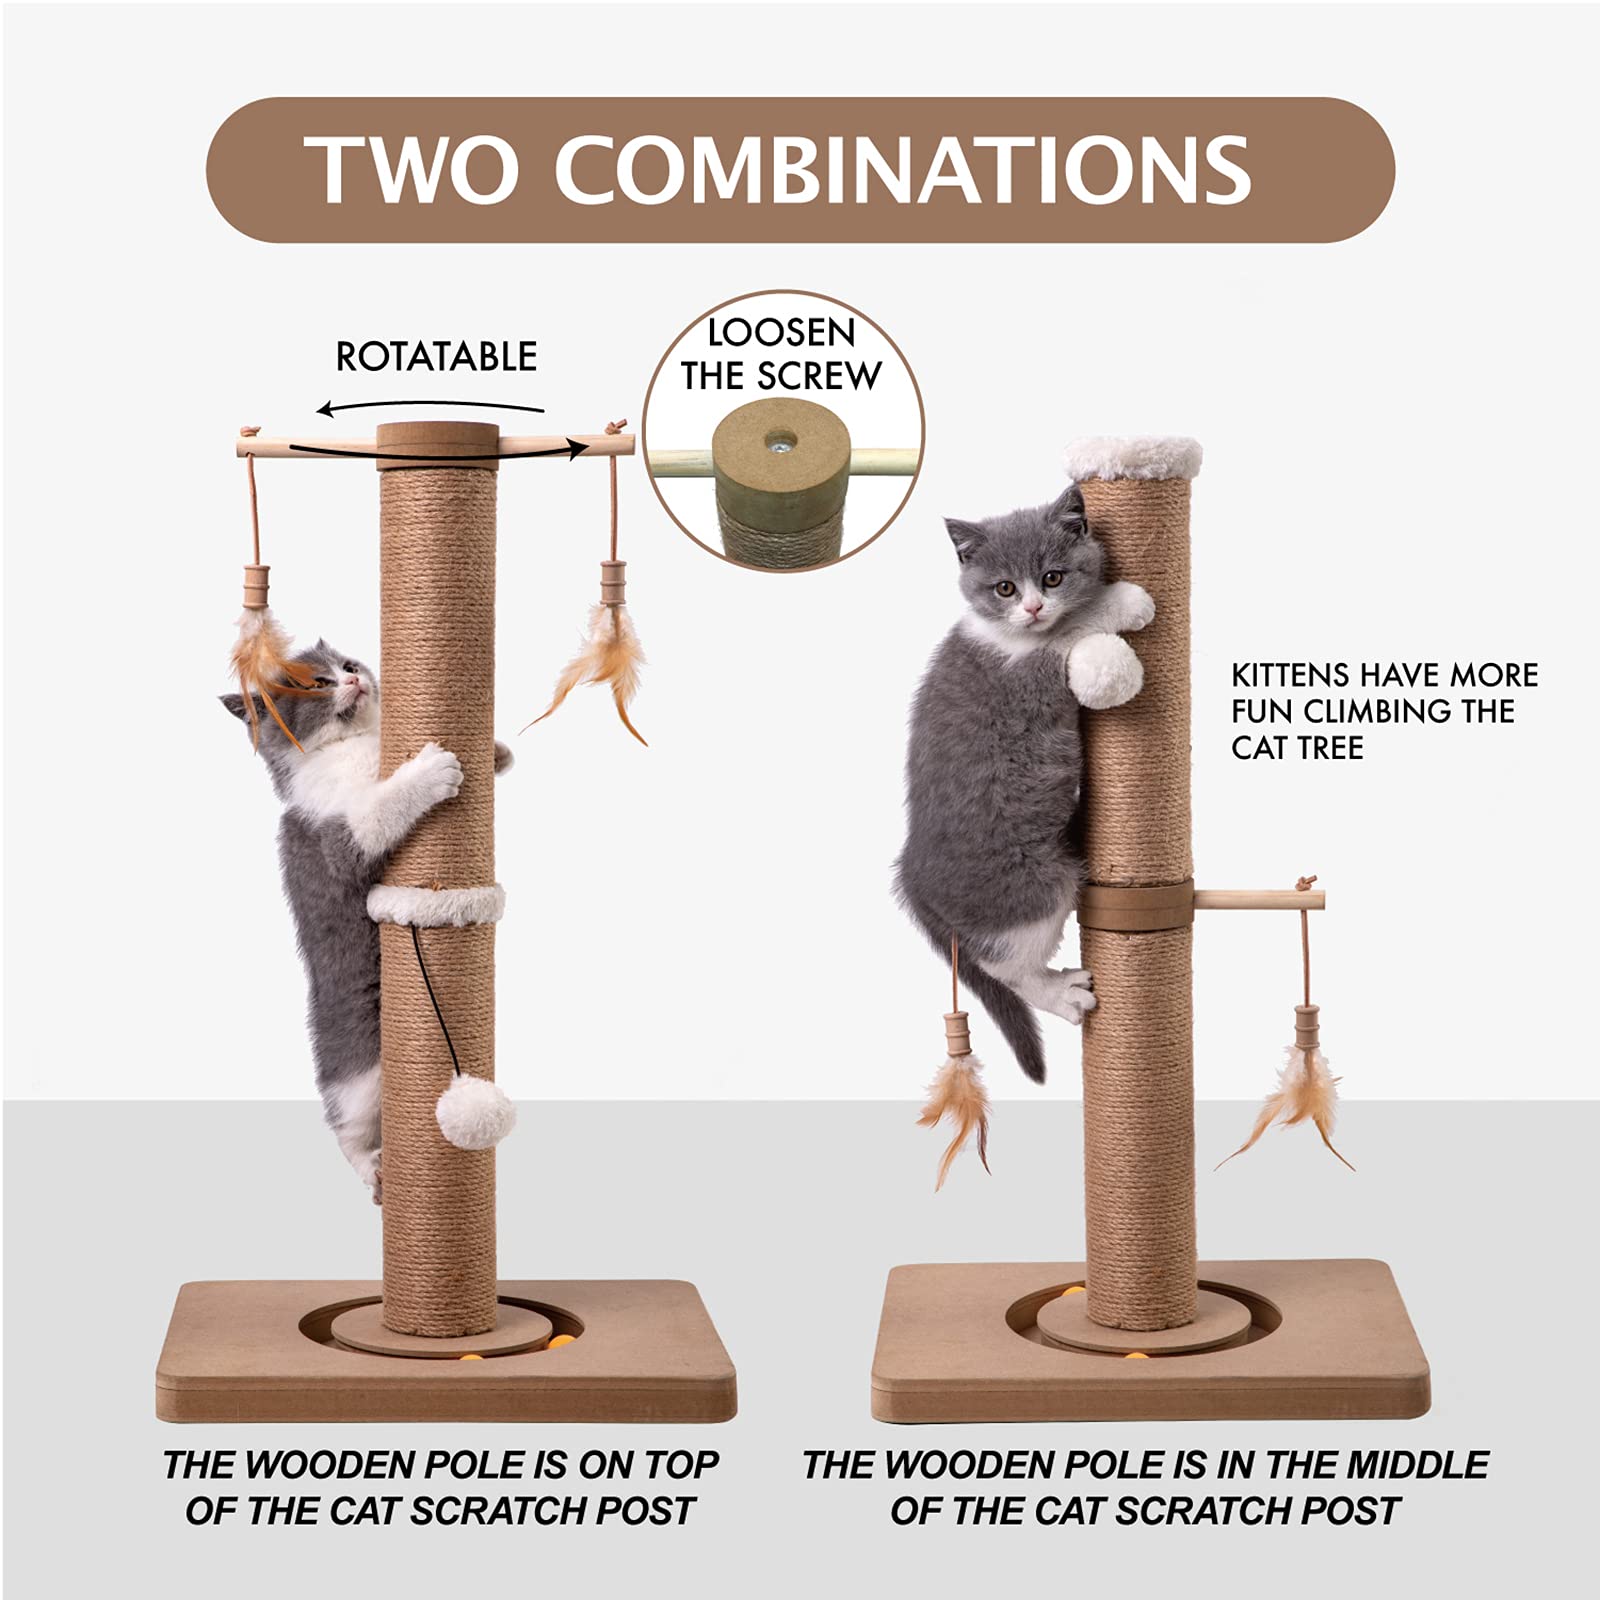 TWO COMBINATIONS
ROTATABLE
LOOSEN
THE SCREW
KITTENS HAVE MORE
FUN CLIMBING THE
CAT TREE
THE WOODEN POLE IS ON TOP
OF THE CAT SCRATCH POST
THE WOODEN POLE IS IN THE MIDDLE
OF THE CAT SCRATCH POST